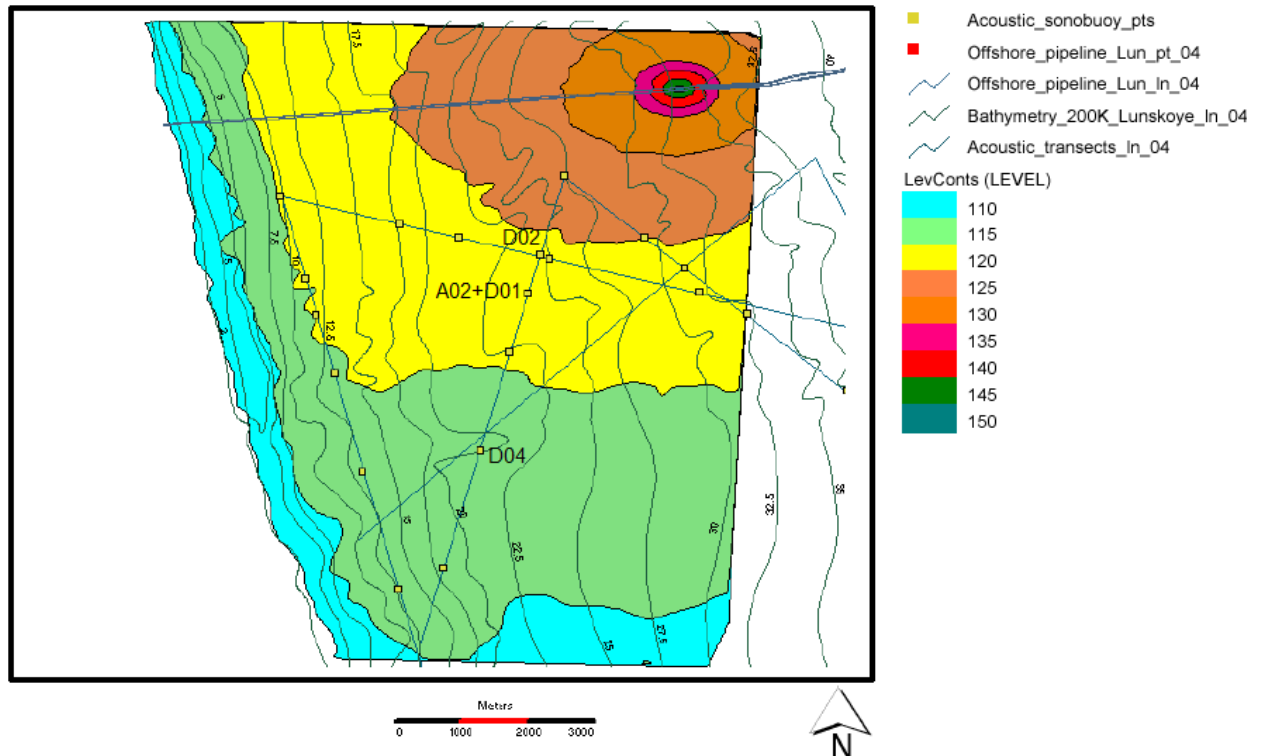 17.5
32.5
40
5
7.5
D02
10
A02+D01
5
2
12.5
D04
35
15
20
32.5
30
22.5
27.5
Meters
0 1000 2000 3000
N
Acoustic_sonobuoy_pts
Offshore_pipeline_Lun_pt_04
Offshore_pipeline_Lun_ln_04
Bathymetry_200K_Lunskoye_ln_04
Acoustic_transects_ln_04
LevConts (LEVEL)
110
115
120
125
130
135
140
145
150